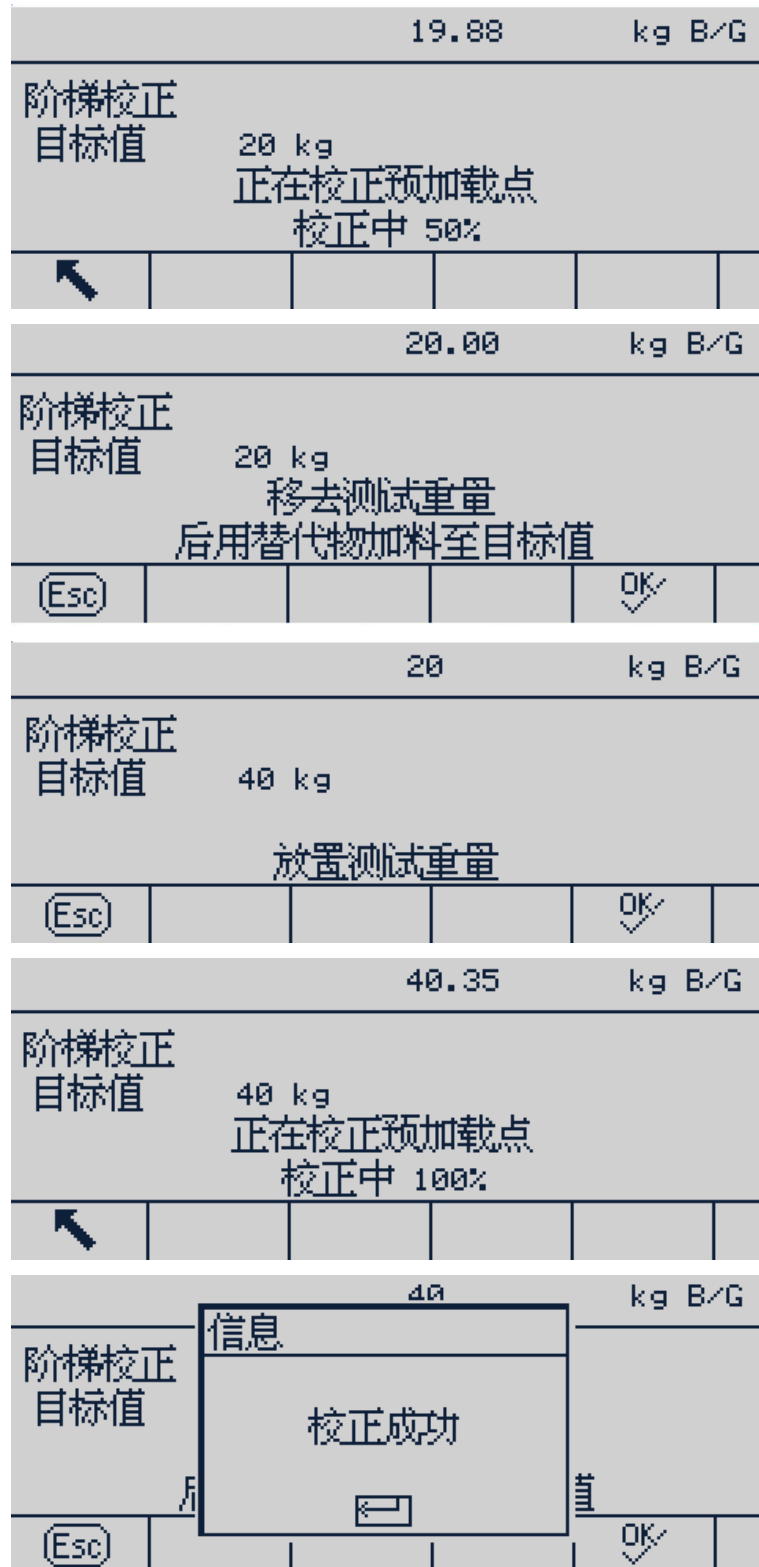 19.88 kg B/G
阶梯校正
目标值 20 kg
正在校正预加载点
校正中 50%
20.00 kg B/G
阶梯校正
目标值 20 kg
移去测试重量
后用替代物加料至目标值
Esc OK
20 kg B/G
阶梯校正
目标值 40 kg
放置测试重量
Esc OK
40.35 kg B/G
阶梯校正
目标值 40 kg
正在校正预加载点
校正中 100%
40 kg B/G
信息
阶梯校正
目标值
校正成功
值
Esc OK